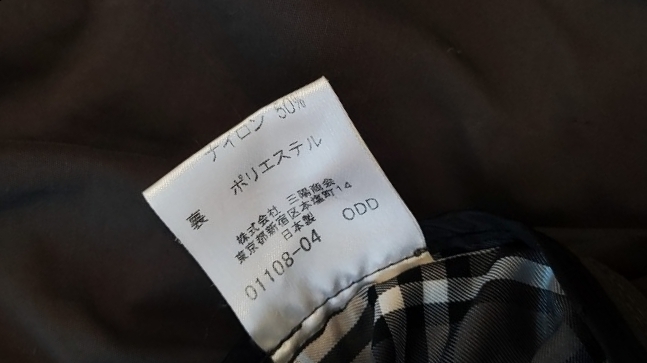 ナイロン 50%
裏 ポリエステル
株式会社 三陽商会
東京都新宿区本塩町14
日本製 ODD
01108-04